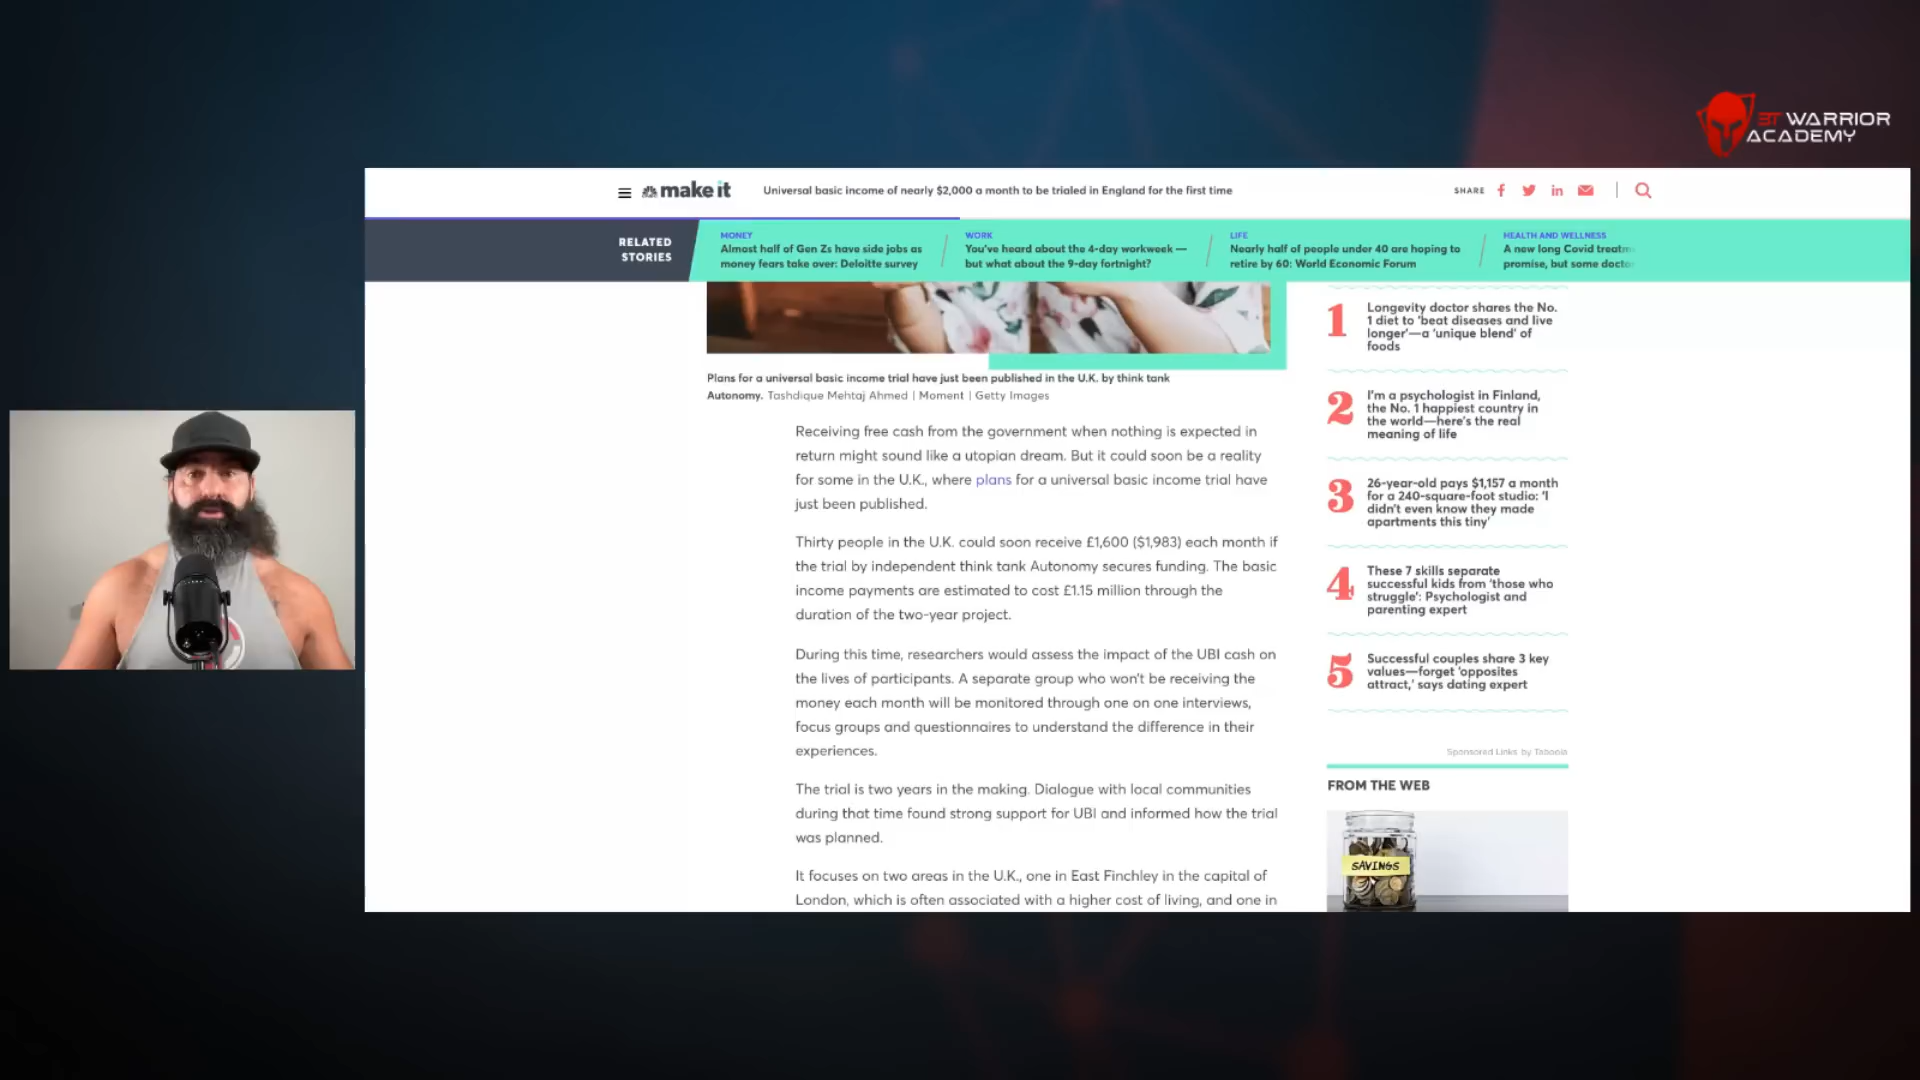 3T WARRIOR
ACADEMY
make it
Universal basic income of nearly $2,000 a month to be trialed in England for the first time
SHARE
RELATED
STORIES
MONEY
Almost half of Gen Zs have side jobs as
money fears take over: Deloitte survey
WORK
You've heard about the 4-day workweek —
but what about the 9-day fortnight?
LIFE
Nearly half of people under 40 are hoping to
retire by 60: World Economic Forum
HEALTH AND WELLNESS
A new long Covid
promise, but some
Plans for a universal basic income trial have just been published in the U.K. by think tank
Autonomy. Tashdique Mehtaj Ahmed | Moment | Getty Images
Receiving free cash from the government when nothing is expected in
return might sound like a utopian dream. But it could soon be a reality
for some in the U.K., where plans for a universal basic income trial have
just been published.
Thirty people in the U.K. could soon receive £1,600 ($1,983) each month if
the trial by independent think tank Autonomy secures funding. The basic
income payments are estimated to cost £1.15 million through the
duration of the two-year project.
During this time, researchers would assess the impact of the UBI cash on
the lives of participants. A separate group who won't be receiving the
money each month will be monitored through one on one interviews,
focus groups and questionnaires to understand the difference in their
experiences.
The trial is two years in the making. Dialogue with local communities
during that time found strong support for UBI and informed how the trial
was planned.
It focuses on two areas in the U.K., one in East Finchley in the capital of
London, which is often associated with a higher cost of living, and one in
1
Longevity doctor shares the No.
1 diet to 'beat diseases and live
longer'—a 'unique blend' of
foods
2
I'm a psychologist in Finland,
the No. 1 happiest country in
the world—here's the real
meaning of life
3
26-year-old pays $1,157 a month
for a 240-square-foot studio: 'I
didn't even know they made
apartments this tiny'
4
These 7 skills separate
successful kids from 'those who
struggle': Psychologist and
parenting expert
5
Successful couples share 3 key
values—forget 'opposites
attract,' says dating expert
Sponsored Links by Taboola
FROM THE WEB
SAVINGS